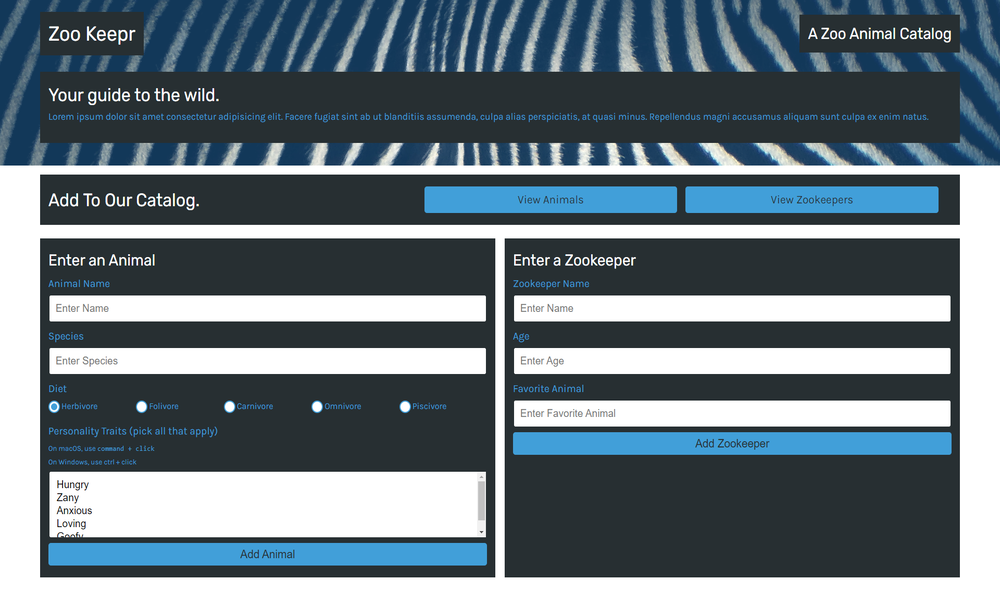 Zoo Keepr
A Zoo Animal Catalog
Your guide to the wild.
Lorem ipsum dolor sit amet consectetur adipisicing elit. Facere fugiat sint ab ut blanditiis assumenda, culpa alias perspiciatis, at quasi minus. Repellendus magni accusamus aliquam sunt culpa ex enim natus.
Add To Our Catalog.
View Animals
View Zookeepers
Enter an Animal
Animal Name
Enter Name
Species
Enter Species
Diet
Herbivore
Folivore
Carnivore
Omnivore
Piscivore
Personality Traits (pick all that apply)
On macOS, use command + click
On Windows, use ctrl + click
Hungry
Zany
Anxious
Loving
Goofy
Add Animal
Enter a Zookeeper
Zookeeper Name
Enter Name
Age
Enter Age
Favorite Animal
Enter Favorite Animal
Add Zookeeper